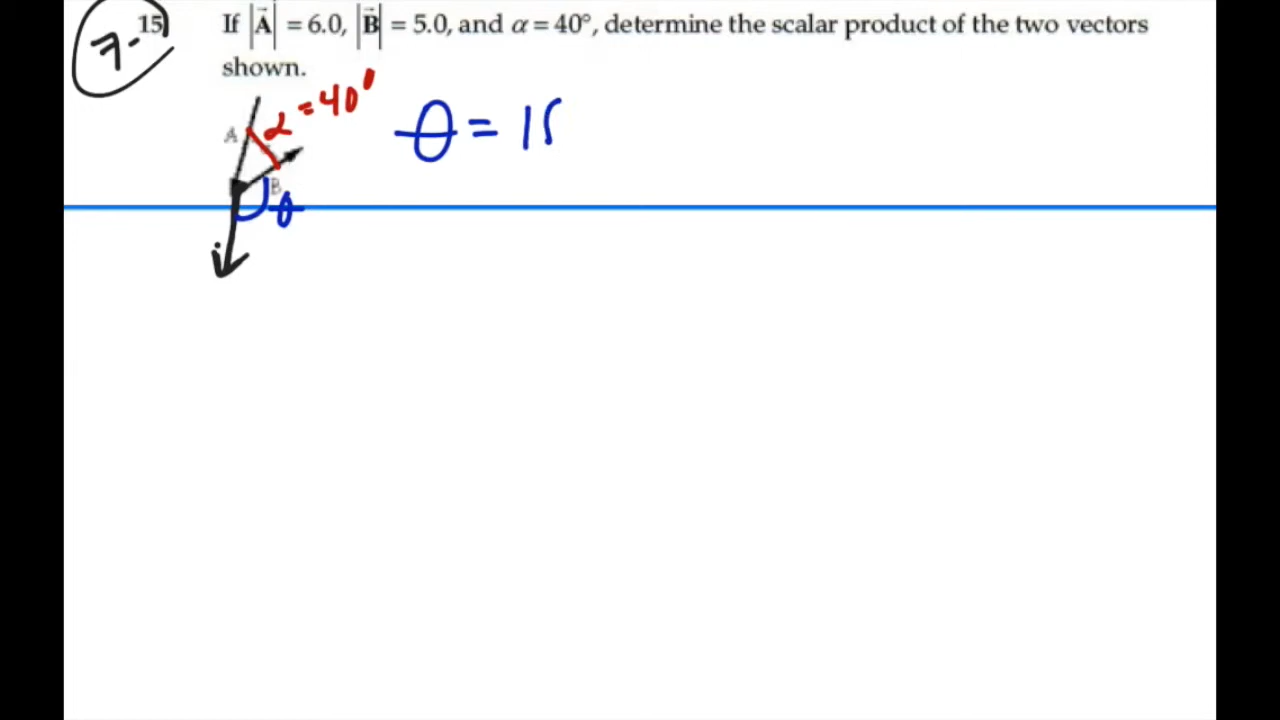 7-15) If |A⃗| = 6.0, |B⃗| = 5.0, and α = 40°, determine the scalar product of the two vectors
shown.
α = 40°
A
θ = 18
B
θ